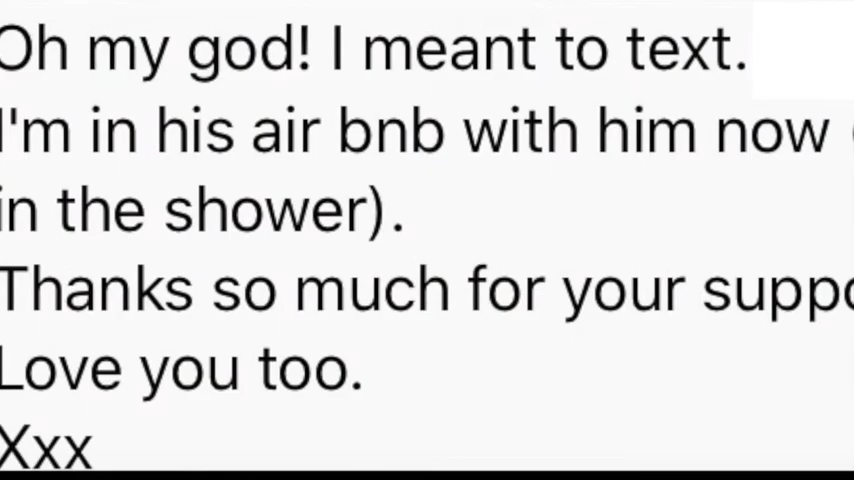 Oh my god! I meant to text.
I'm in his air bnb with him now (
in the shower).
Thanks so much for your suppo
Love you too.
Xxx